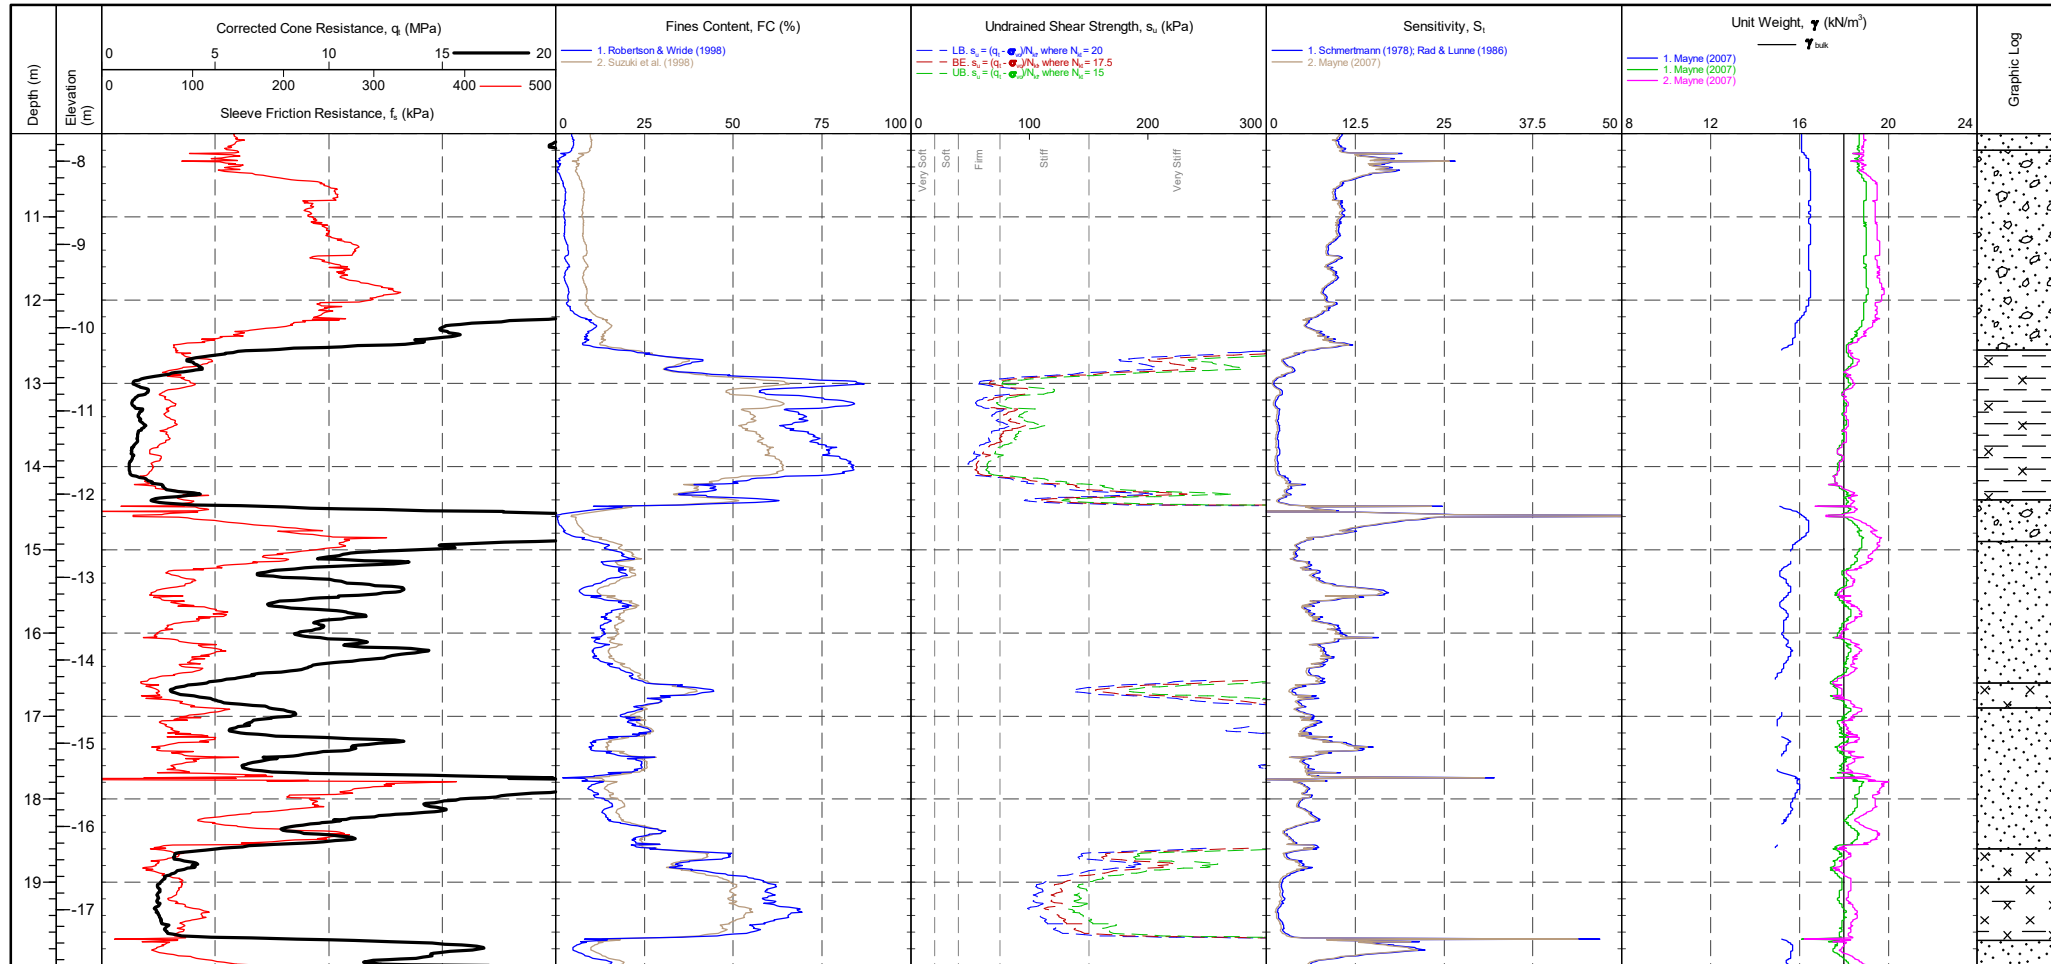 Depth (m)
Elevation (m)
Corrected Cone Resistance, qt (MPa)
0 5 10 15 20
100 200 300 400 500
Sleeve Friction Resistance, fs (kPa)
Fines Content, FC (%)
1. Robertson & Wride (1998)
2. Suzuki et al. (1998)
0 25 50 75 100
Undrained Shear Strength, su (kPa)
LB. su = (qt - σvo)/Nkt where Nkt = 20
BE. su = (qt - σvo)/Nkt where Nkt = 17.5
UB. su = (qt - σvo)/Nkt where Nkt = 15
0 100 200 300
Very Soft
Soft
Firm
Stiff
Very Stiff
Sensitivity, St
1. Schmertmann (1978); Rad & Lunne (1986)
2. Mayne (2007)
0 12.5 25 37.5 50
Unit Weight, γ (kN/m3)
γbulk
1. Mayne (2007)
1. Mayne (2007)
2. Mayne (2007)
8 12 16 20 24
Graphic Log
-8
11
-9
12
-10
13
-11
14
-12
15
-13
16
-14
17
-15
18
-16
19
-17